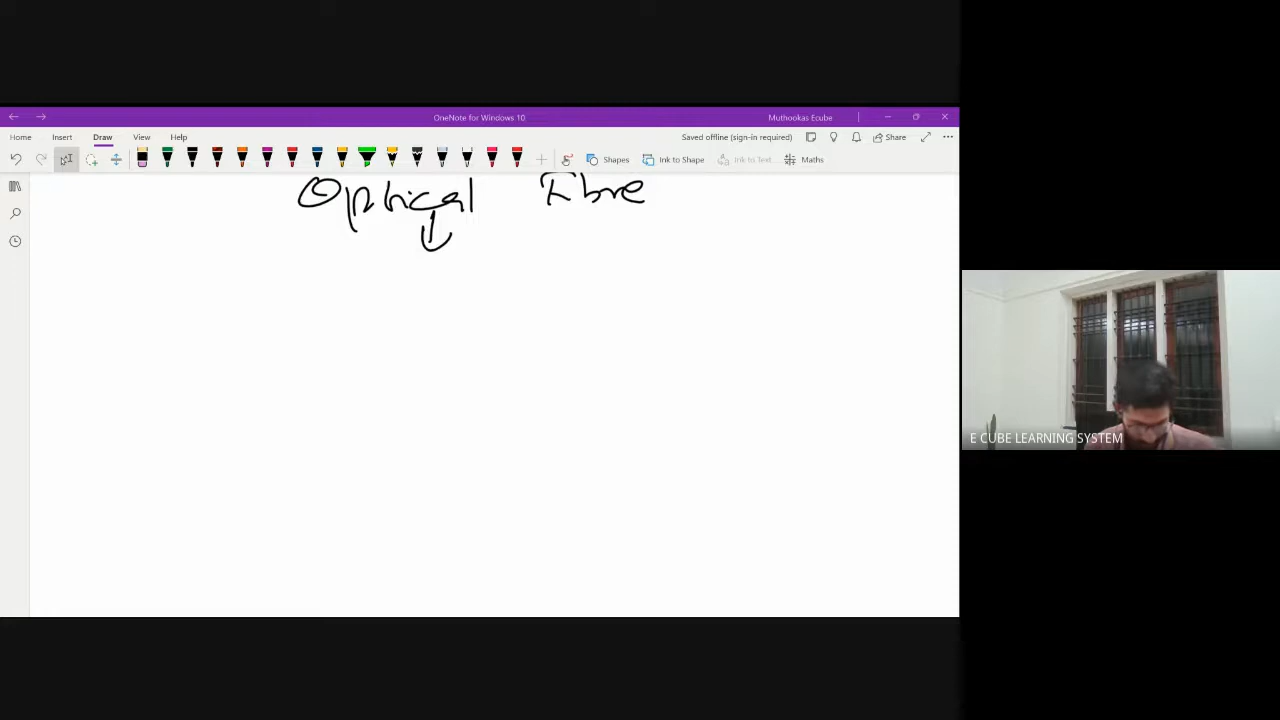 OneNote for Windows 10
Muthookas Ecube
Home Insert Draw View Help
Saved offline (sign-in required)
Share
Shapes
Ink to Shape
Ink to Text
Maths
Optical Fibre
E CUBE LEARNING SYSTEM